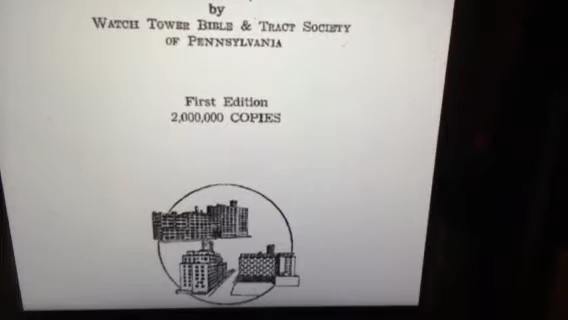 by
WATCH TOWER BIBLE & TRACT SOCIETY
OF PENNSYLVANIA
First Edition
2,000,000 COPIES